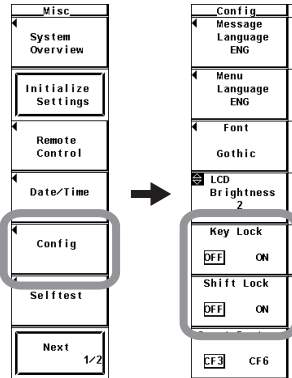 Misc
System
Overview
Initialize
Settings
Remote
Control
Date/Time
Config
Selftest
Next
1/2
Config
Message
Language
ENG
Menu
Language
ENG
Font
Gothic
LCD
Brightness
2
Key Lock
OFF ON
Shift Lock
OFF ON
CF3 CF6